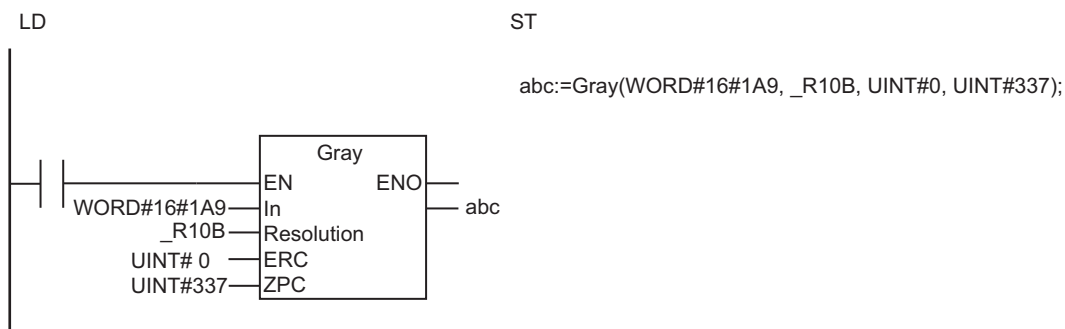 LD
ST
abc:=Gray(WORD#16#1A9, _R10B, UINT#0, UINT#337);
Gray
EN ENO
WORD#16#1A9 In abc
_R10B Resolution
UINT# 0 ERC
UINT#337 ZPC